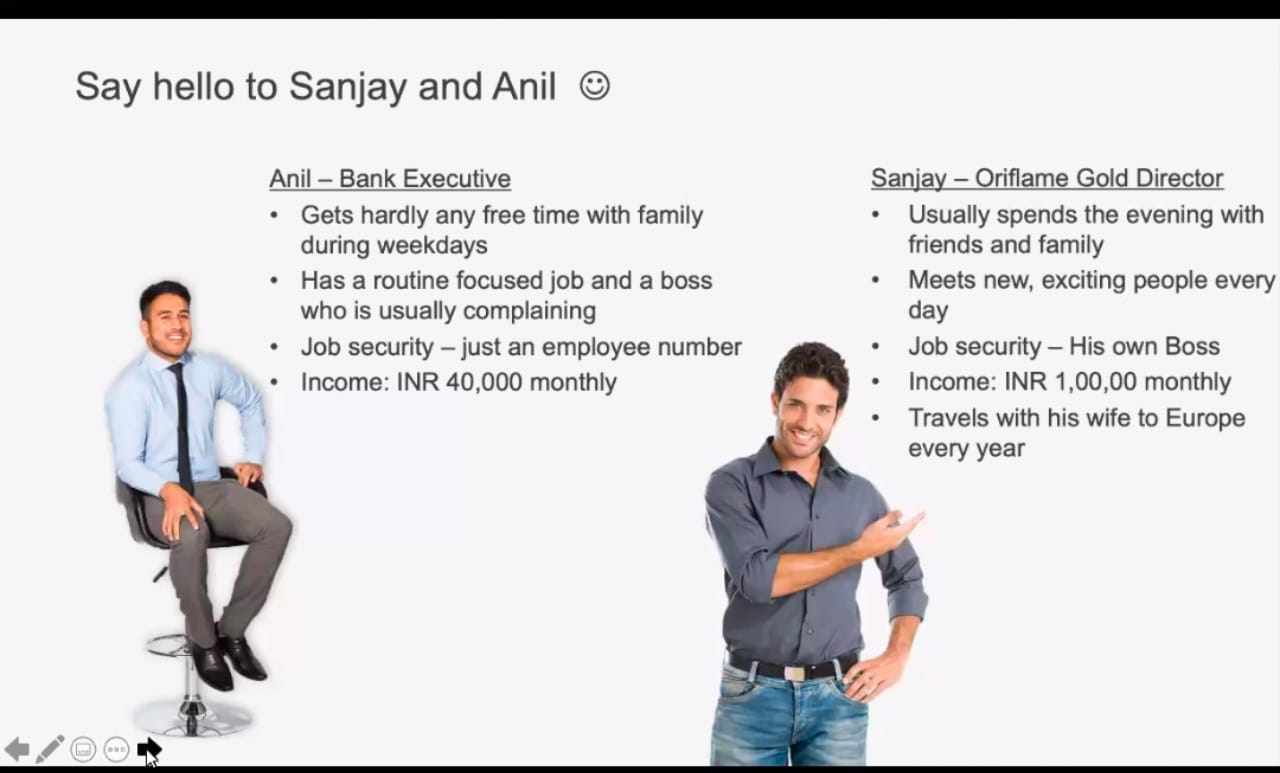 Say hello to Sanjay and Anil ☺
Anil – Bank Executive
• Gets hardly any free time with family
during weekdays
• Has a routine focused job and a boss
who is usually complaining
• Job security – just an employee number
• Income: INR 40,000 monthly
Sanjay – Oriflame Gold Director
• Usually spends the evening with
friends and family
• Meets new, exciting people every
day
• Job security – His own Boss
• Income: INR 1,00,00 monthly
• Travels with his wife to Europe
every year